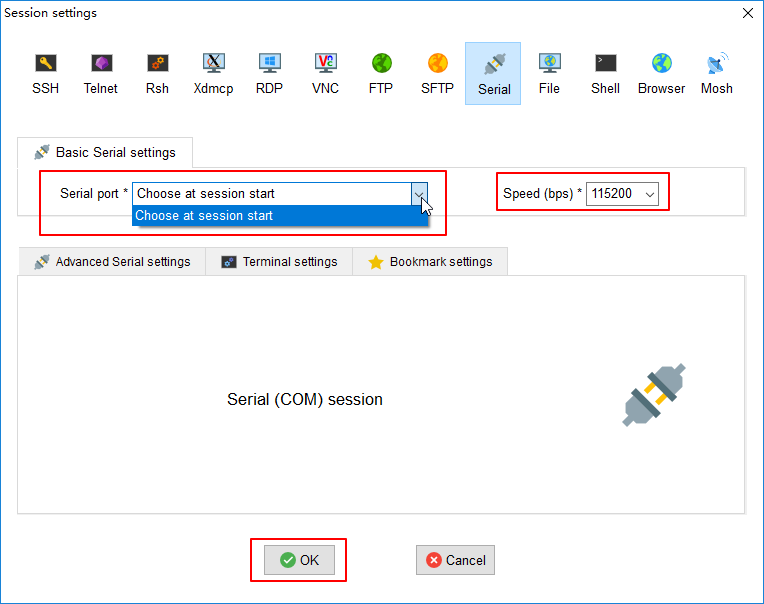 Session settings
SSH Telnet Rsh Xdmcp RDP VNC FTP SFTP Serial File Shell Browser Mosh
Basic Serial settings
Serial port * Choose at session start Speed (bps) * 115200
Choose at session start
Advanced Serial settings Terminal settings Bookmark settings
Serial (COM) session
OK Cancel